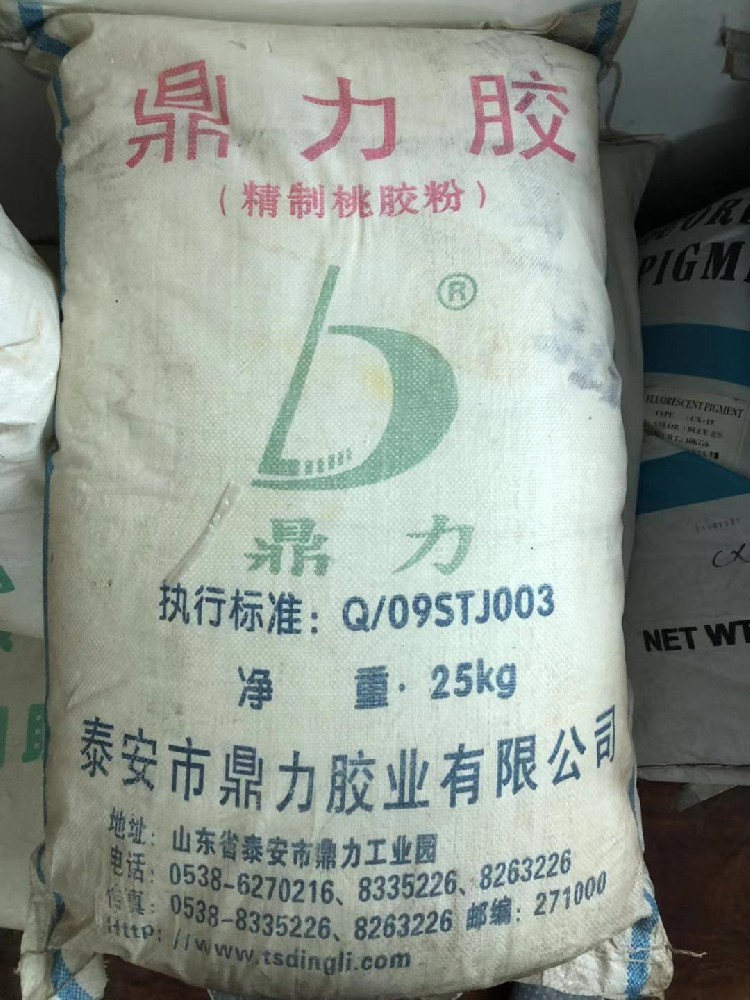 鼎力胶
（精制桃胶粉）
®
鼎力
执行标准：Q/09STJ003
净 重：25kg
泰安市鼎力胶业有限公司
地址：山东省泰安市鼎力工业园
电话：0538-6270216、8335226、8263226
传真：0538-8335226、8263226 邮编：271000
Http://www.tsdingli.com
PIGM
FLUORESCENT PIGMENT
NET WT
CX